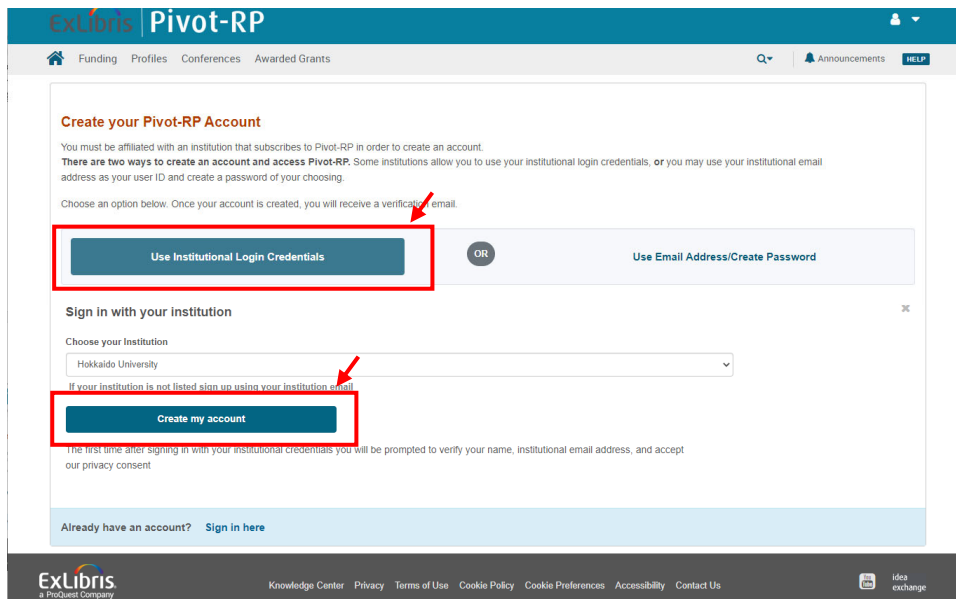 ExLibris Pivot-RP
Funding Profiles Conferences Awarded Grants Announcements HELP
Create your Pivot-RP Account
You must be affiliated with an institution that subscribes to Pivot-RP in order to create an account.
There are two ways to create an account and access Pivot-RP. Some institutions allow you to use your institutional login credentials, or you may use your institutional email
address as your user ID and create a password of your choosing.
Choose an option below. Once your account is created, you will receive a verification email.
Use Institutional Login Credentials OR Use Email Address/Create Password
Sign in with your institution
Choose your Institution
Hokkaido University
If your institution is not listed sign up using your institution email
Create my account
The first time after signing in with your institutional credentials you will be prompted to verify your name, institutional email address, and accept
our privacy consent
Already have an account? Sign in here
ExLibris
a ProQuest Company
Knowledge Center Privacy Terms of Use Cookie Policy Cookie Preferences Accessibility Contact Us
You Tube
idea
exchange